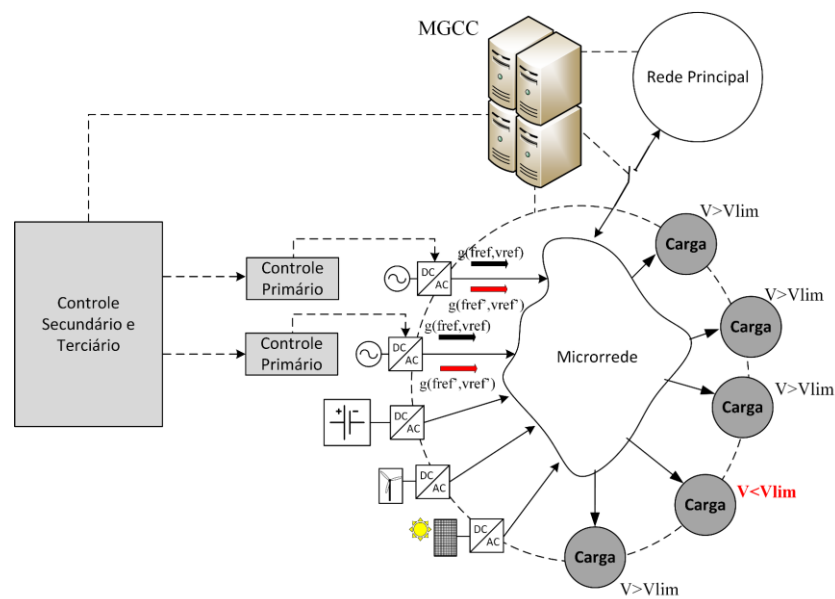 MGCC
Rede Principal
V>Vlim
Carga
V>Vlim
Carga
V>Vlim
Carga
V<Vlim
Carga
V>Vlim
Carga
Microrrede
Controle
Secundário e
Terciário
Controle
Primário
Controle
Primário
DC
AC
g(fref,vref)
g(fref',vref')
DC
AC
g(fref,vref)
g(fref',vref')
+ -
DC
AC
DC
AC
DC
AC